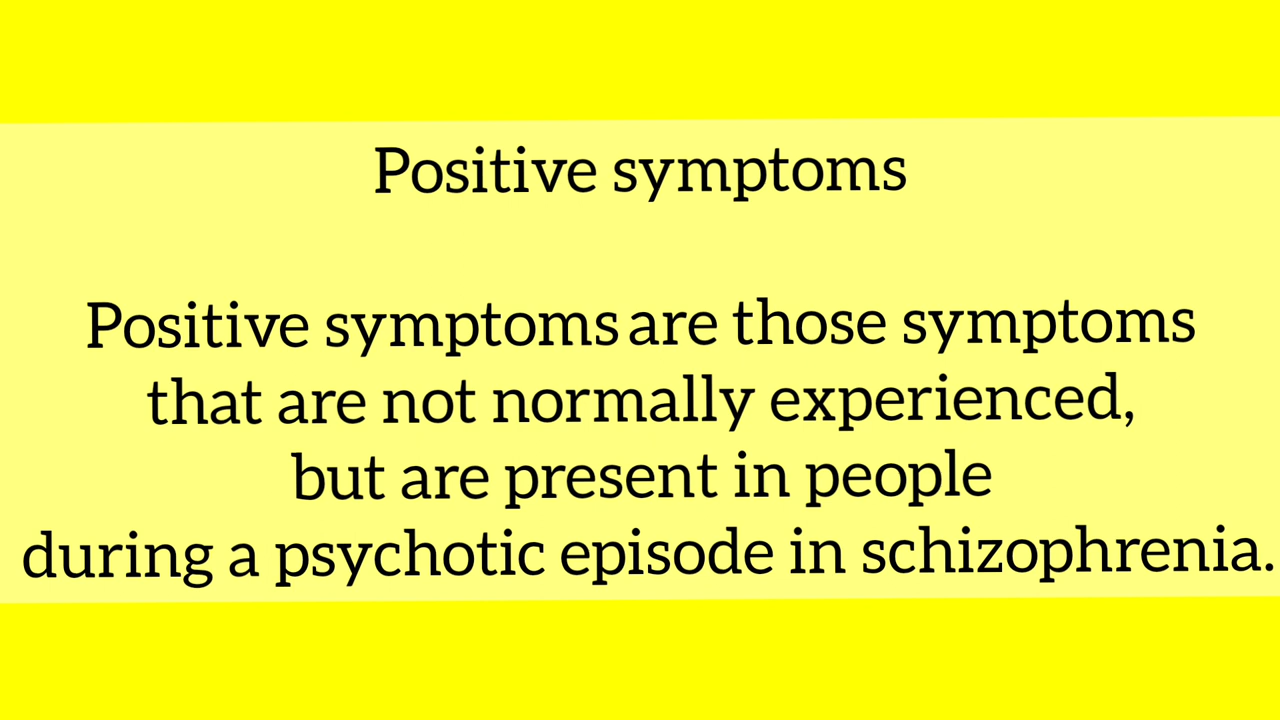 Positive symptoms
Positive symptoms are those symptoms
that are not normally experienced,
but are present in people
during a psychotic episode in schizophrenia.